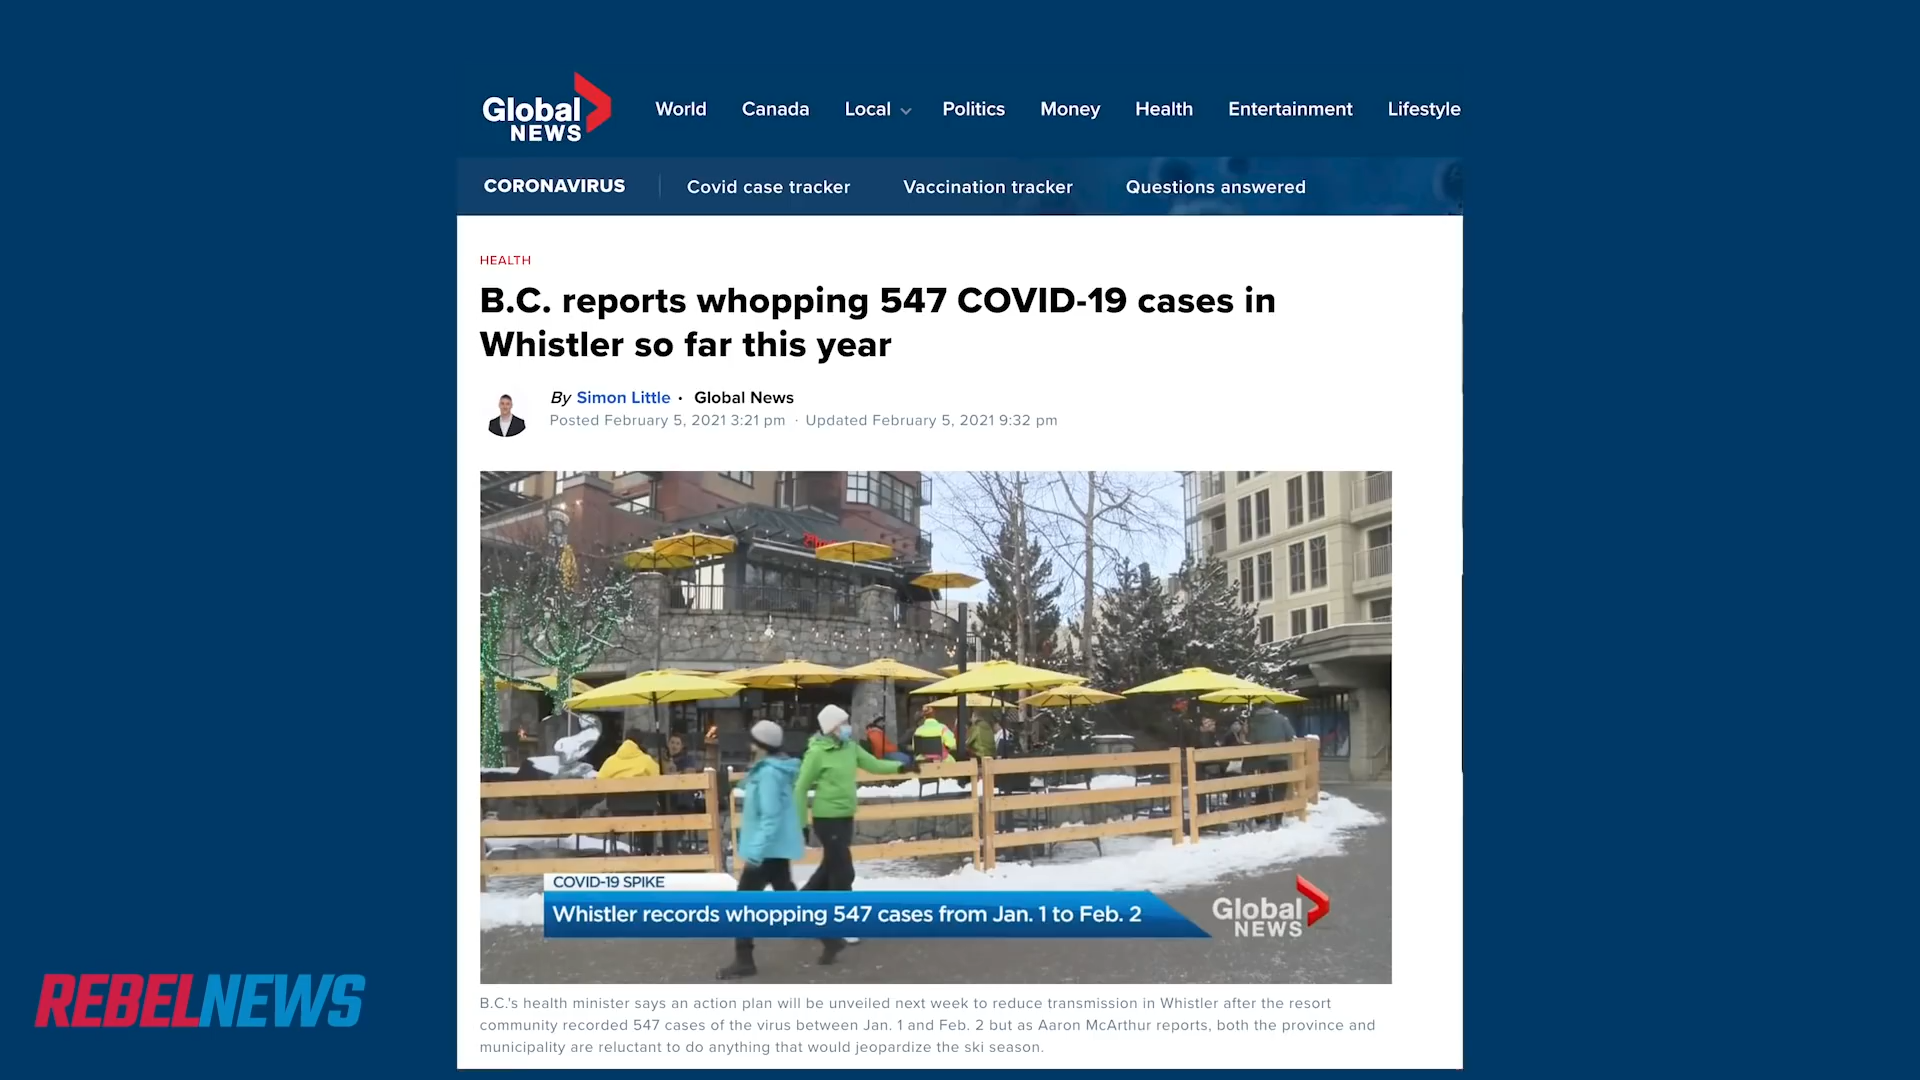 Global
NEWS
World Canada Local Politics Money Health Entertainment Lifestyle
CORONAVIRUS Covid case tracker Vaccination tracker Questions answered
HEALTH
B.C. reports whopping 547 COVID-19 cases in
Whistler so far this year
By Simon Little • Global News
Posted February 5, 2021 3:21 pm · Updated February 5, 2021 9:32 pm
COVID-19 SPIKE
Whistler records whopping 547 cases from Jan. 1 to Feb. 2
Global
NEWS
B.C.'s health minister says an action plan will be unveiled next week to reduce transmission in Whistler after the resort
community recorded 547 cases of the virus between Jan. 1 and Feb. 2 but as Aaron McArthur reports, both the province and
municipality are reluctant to do anything that would jeopardize the ski season.
REBELNEWS